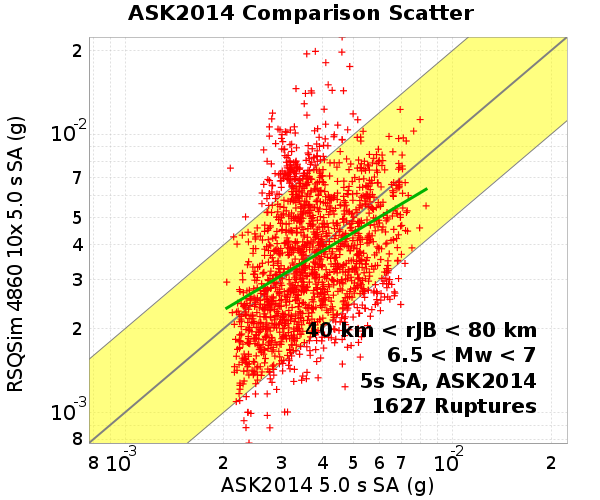 ASK2014 Comparison Scatter
RSQSim 4860 10x 5.0 s SA (g)
2
10-2
7
5
4
3
2
10-3
8
40 km < rJB < 80 km
6.5 < Mw < 7
5s SA, ASK2014
1627 Ruptures
8 10-3 2 3 4 5 6 7 10-2 2
ASK2014 5.0 s SA (g)